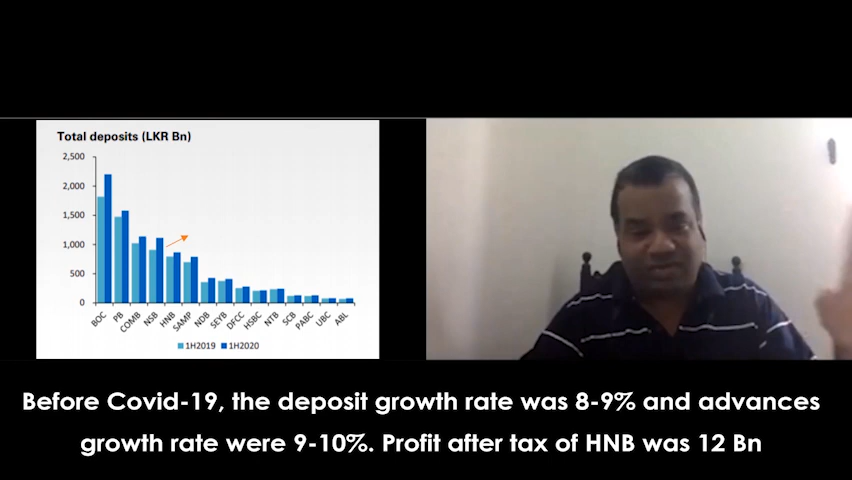 Total deposits (LKR Bn)
2,500
2,000
1,500
1,000
500
0
BOC
PB
COMB
NSB
HNB
SAMP
NDB
SEYB
DFCC
HSBC
NTB
SCB
PABC
UBC
ABL
1H2019 1H2020
Before Covid-19, the deposit growth rate was 8-9% and advances
growth rate were 9-10%. Profit after tax of HNB was 12 Bn